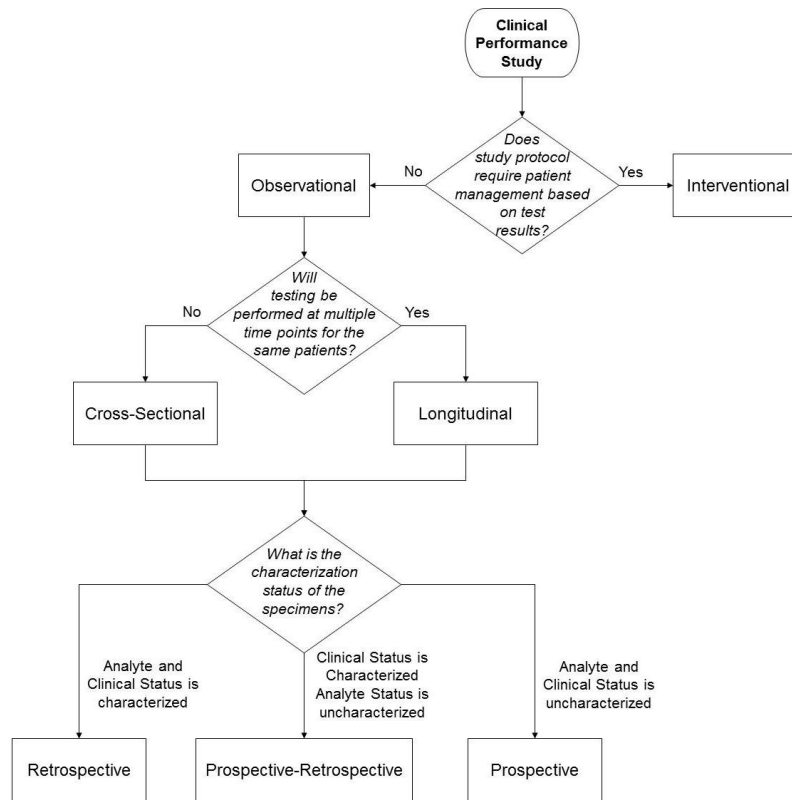 Clinical
Performance
Study
Does
study protocol
require patient
management based
on test
results?
No
Yes
Observational
Interventional
Will
testing be
performed at multiple
time points for the
same patients?
No
Yes
Cross-Sectional
Longitudinal
What is the
characterization
status of the
specimens?
Analyte and
Clinical Status is
characterized
Clinical Status is
Characterized
Analyte Status is
uncharacterized
Analyte and
Clinical Status is
uncharacterized
Retrospective
Prospective-Retrospective
Prospective